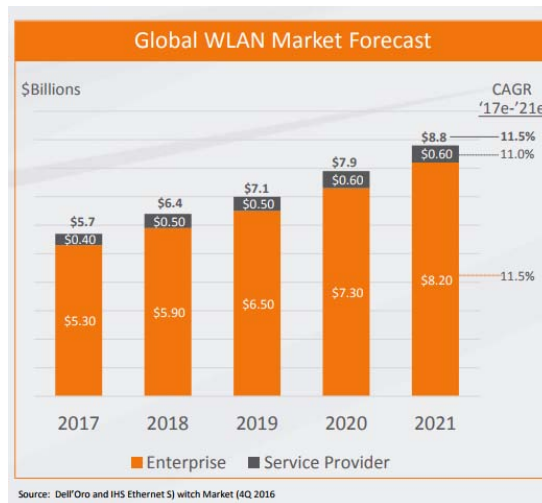 Global WLAN Market Forecast
$Billions
CAGR
‘17e-’21e
$8.8
11.5%
$7.9
$0.60
11.0%
$7.1
$0.60
$6.4
$0.50
$5.7
$0.50
$0.40
$5.30
$5.90
$6.50
$7.30
$8.20
11.5%
2017 2018 2019 2020 2021
Enterprise Service Provider
Source: Dell’Oro and IHS Ethernet S) witch Market (4Q 2016